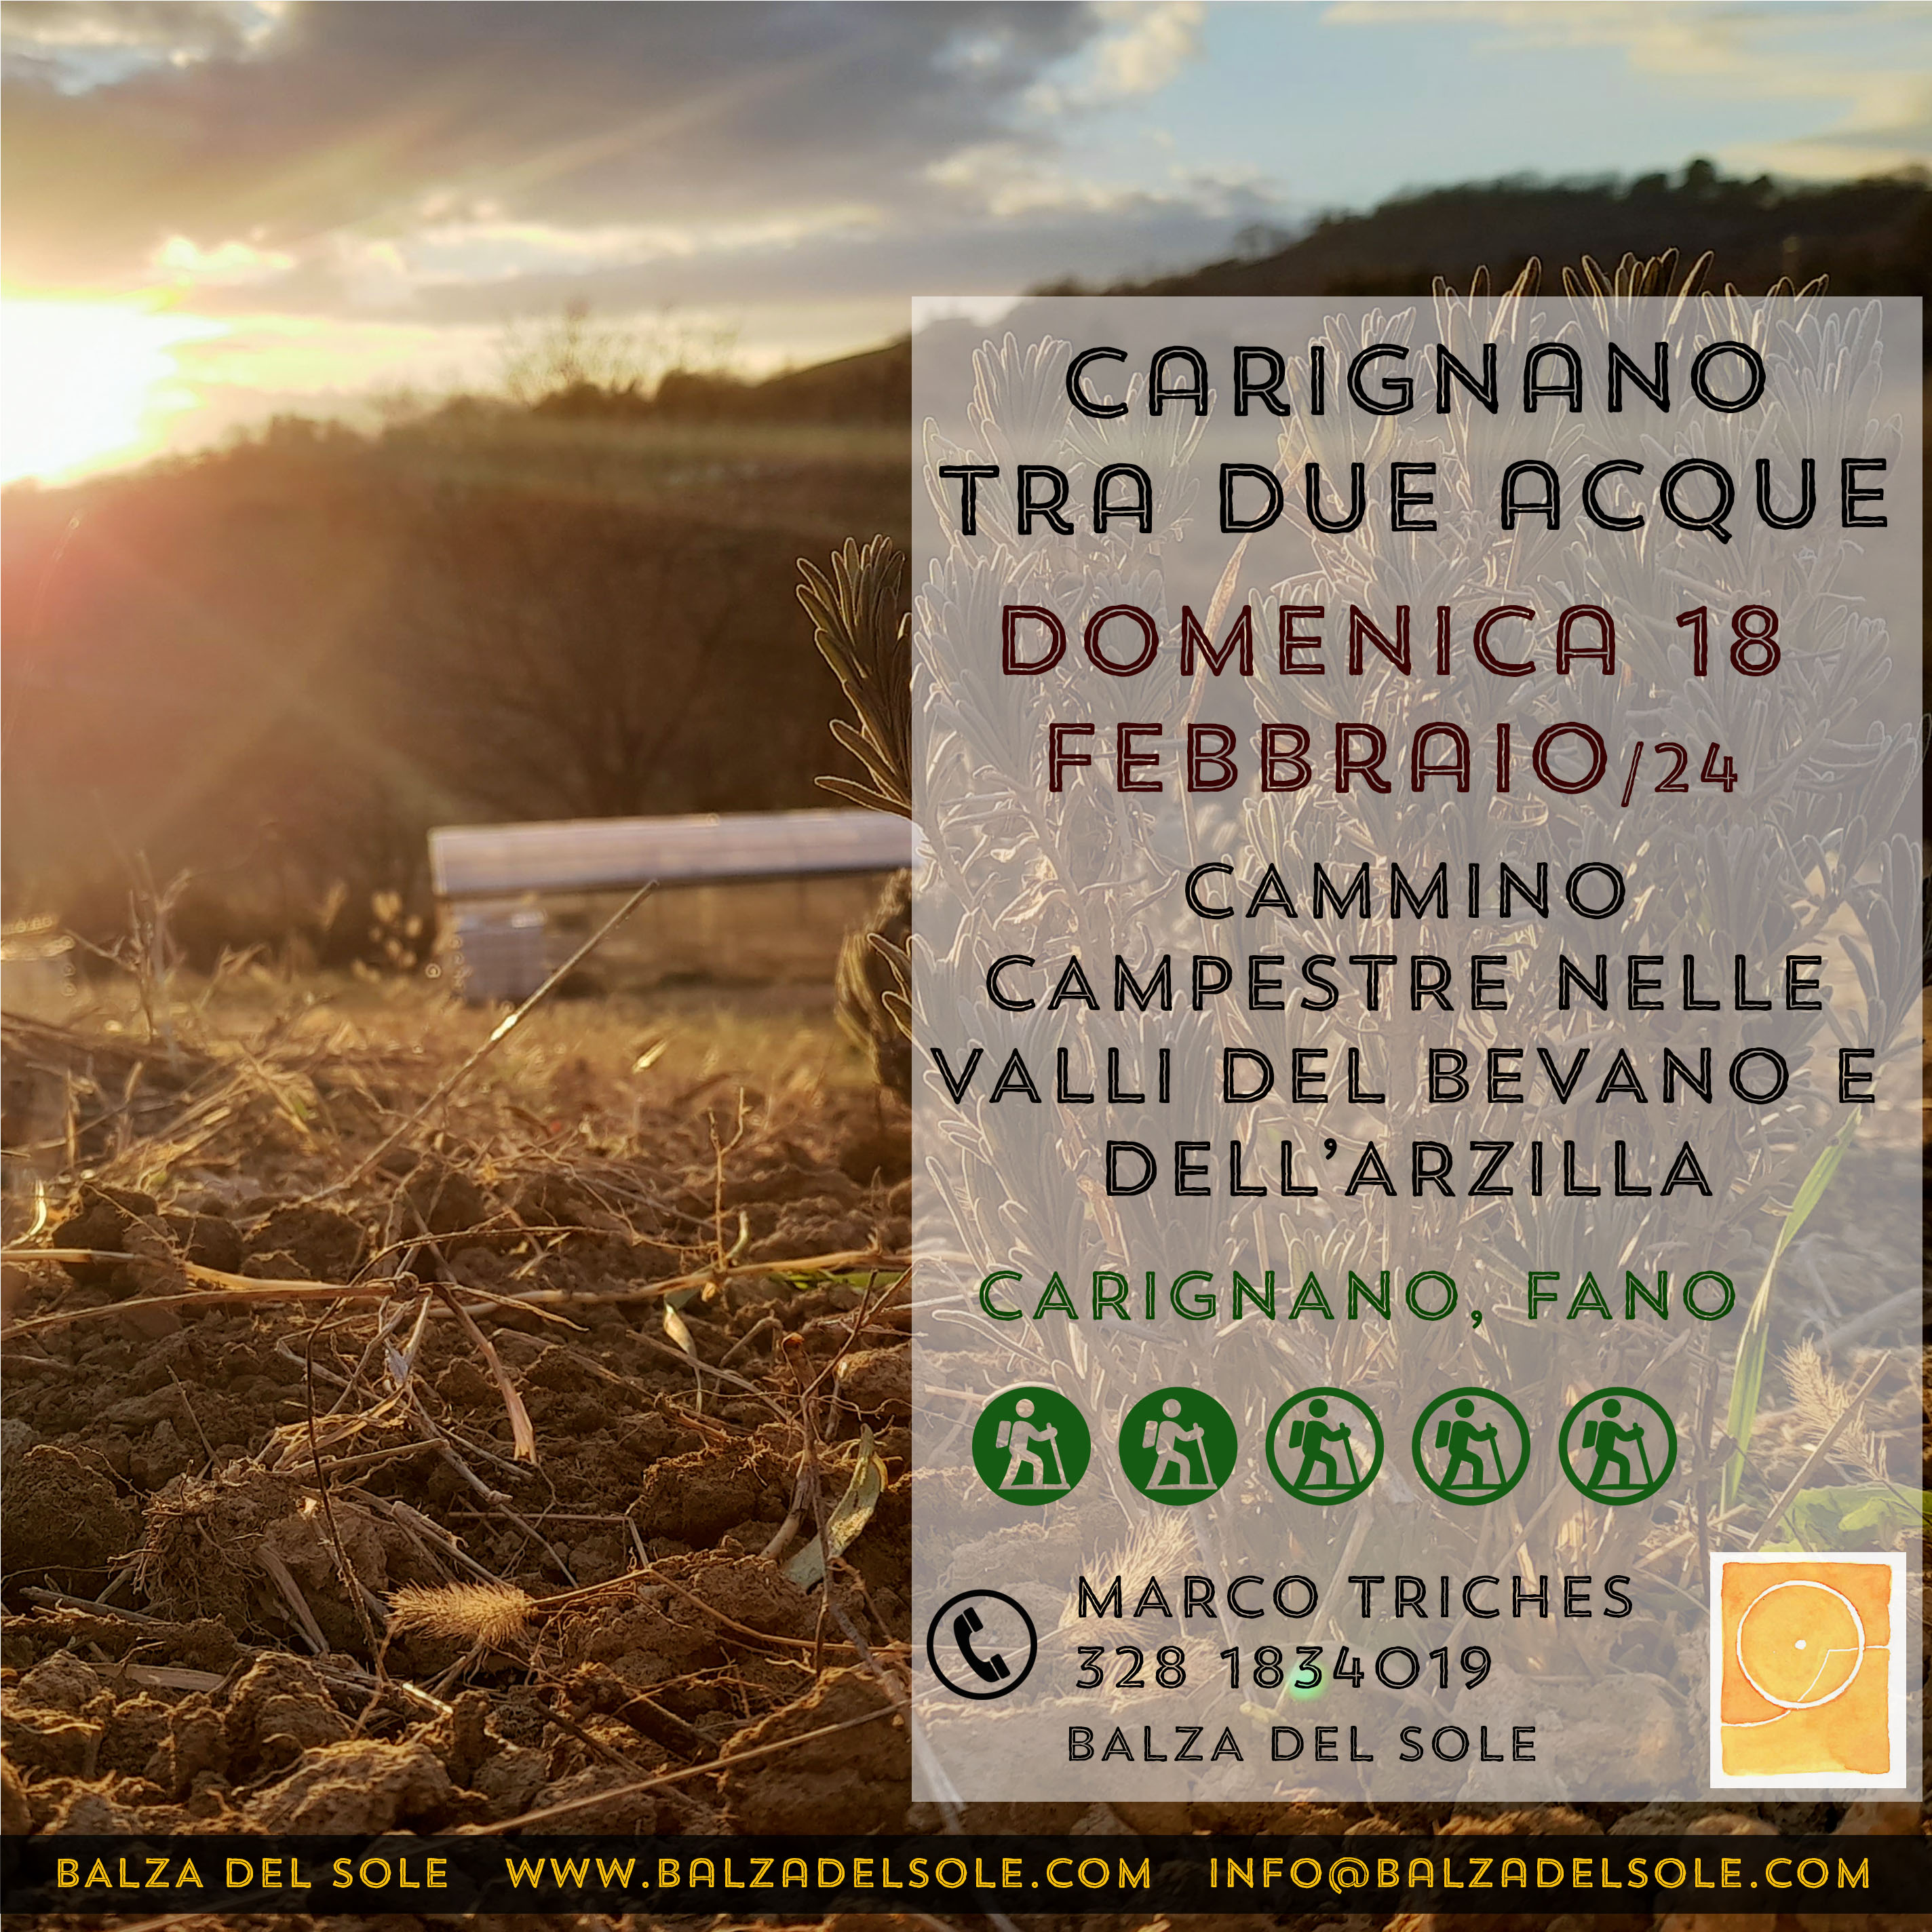 CARIGNANO
TRA DUE ACQUE
DOMENICA 18
FEBBRAIO/24
CAMMINO
CAMPESTRE NELLE
VALLI DEL BEVANO E
DELL'ARZILLA
CARIGNANO, FANO
MARCO TRICHES
328 1834019
BALZA DEL SOLE
BALZA DEL SOLE WWW.BALZADELSOLE.COM INFO@BALZADELSOLE.COM